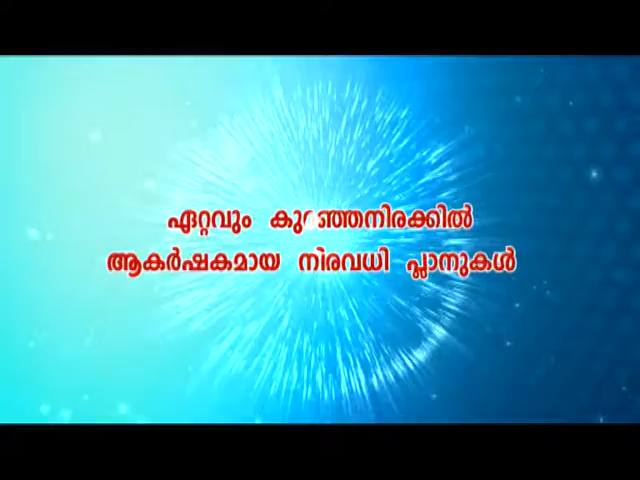 ഏറ്റവും കുറഞ്ഞനിരക്കിൽ
ആകർഷകമായ നിരവധി പ്ലാനുകൾ